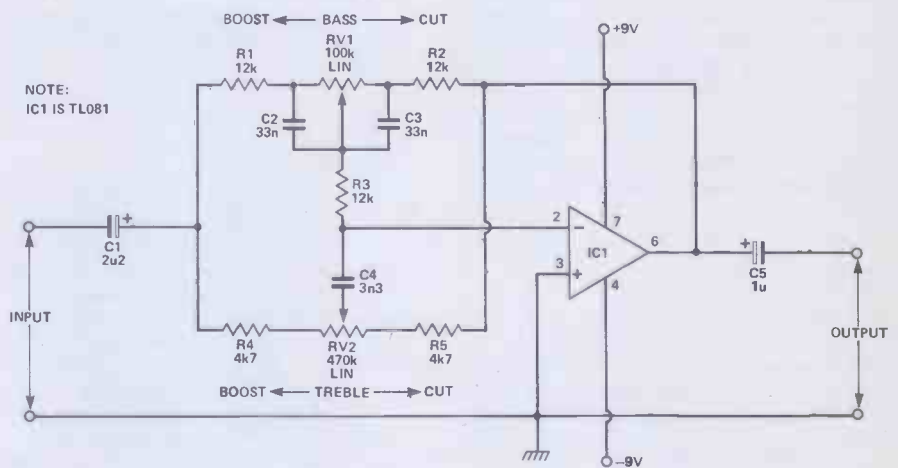 BOOST BASS CUT
RV1
100k
LIN
R1
12k
R2
12k
+9V
NOTE:
IC1 IS TL081
C2
33n
C3
33n
R3
12k
2
7
IC1
6
3
4
+
C1
2u2
C4
3n3
+
C5
1u
INPUT
OUTPUT
R4
4k7
RV2
470k
LIN
R5
4k7
BOOST TREBLE CUT
-9V